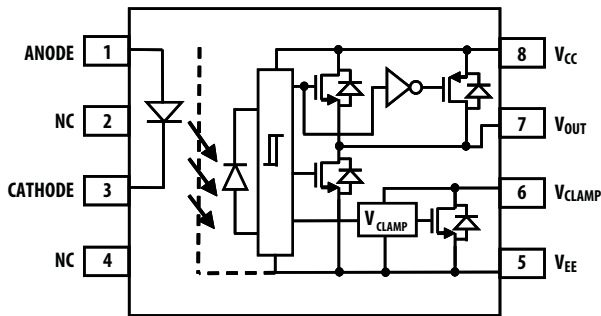 ANODE 1
NC 2
CATHODE 3
NC 4
8 VCC
7 VOUT
6 VCLAMP
5 VEE
VCLAMP